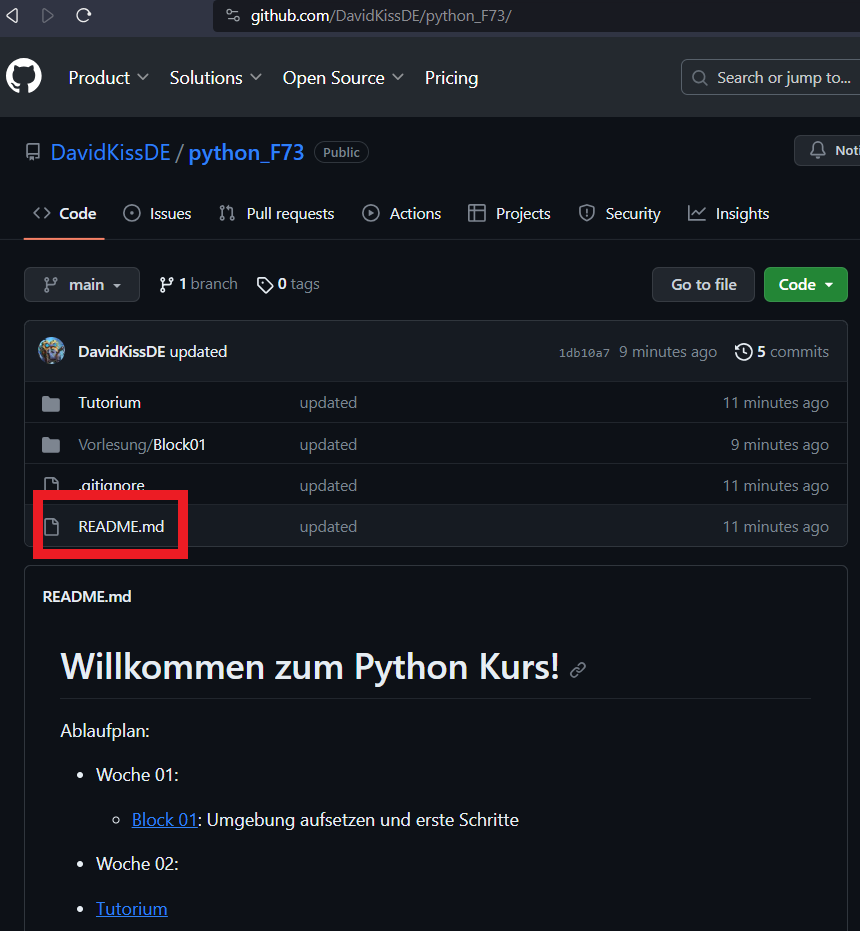 github.com/DavidKissDE/python_F73/
Product Solutions Open Source Pricing Search or jump to...
DavidKissDE / python_F73 Public
Code Issues Pull requests Actions Projects Security Insights
main 1 branch 0 tags Go to file Code
DavidKissDE updated 1db10a7 9 minutes ago 5 commits
Tutorium updated 11 minutes ago
Vorlesung/Block01 updated 9 minutes ago
.gitignore updated 11 minutes ago
README.md updated 11 minutes ago
README.md
Willkommen zum Python Kurs!
Ablaufplan:
Woche 01:
Block 01: Umgebung aufsetzen und erste Schritte
Woche 02:
Tutorium